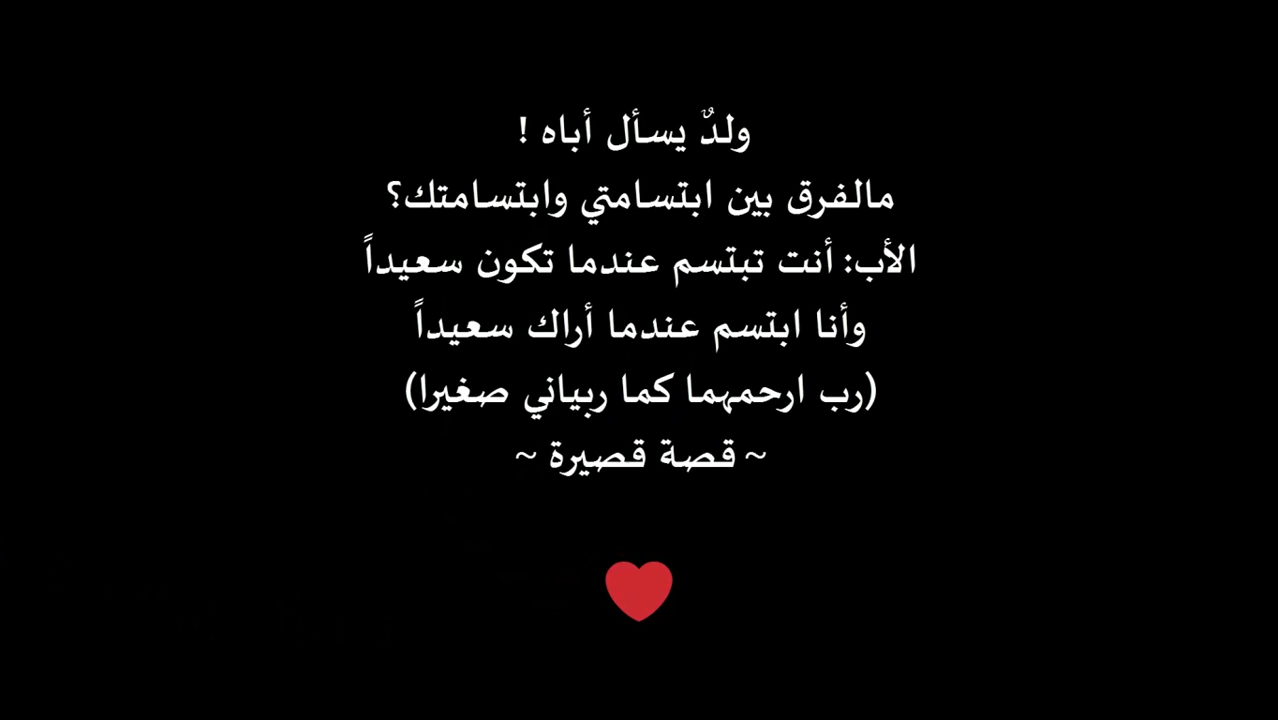 ولدٌ يسأل أباه !
مالفرق بين ابتسامتي وابتسامتك؟
الأب: أنت تبتسم عندما تكون سعيداً
وأنا ابتسم عندما أراك سعيداً
(رب ارحمهما كما ربياني صغيرا)
~ قصة قصيرة ~